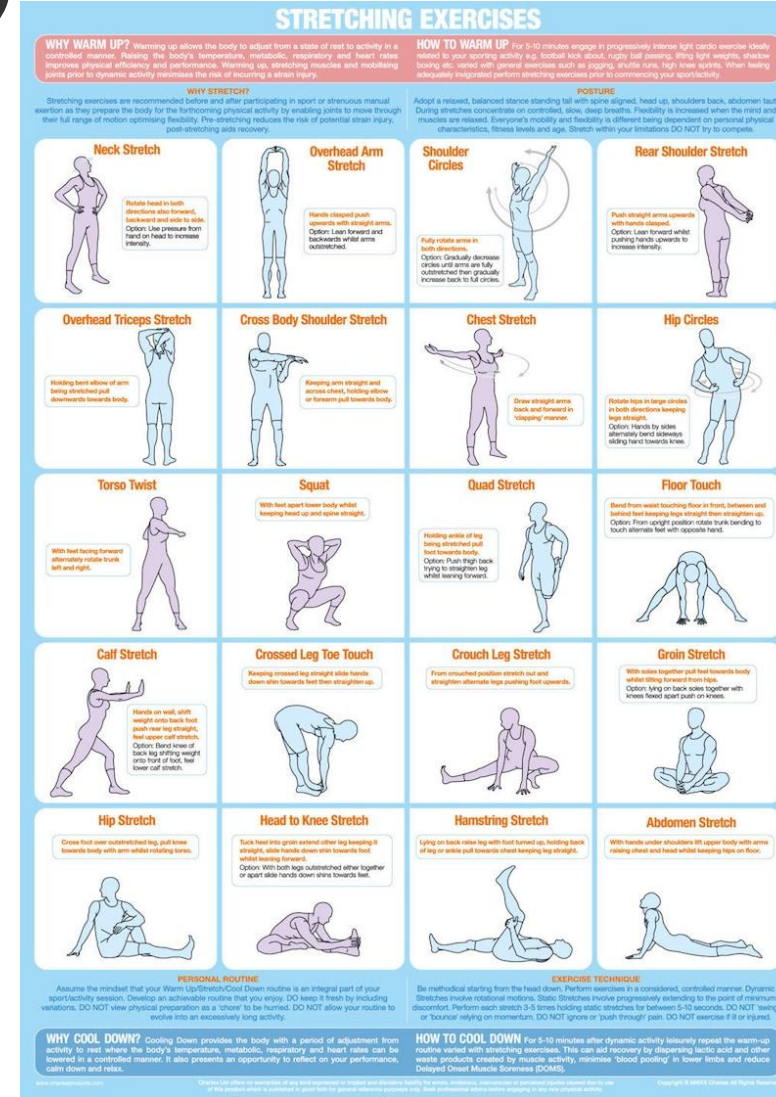 STRETCHING EXERCISES
WHY WARM UP? Warming up allows the body to adjust from a state of rest to activity in a
controlled manner. Raising the body's temperature, metabolic, respiratory and heart rates
improves physical efficiency and performance. Warming up, stretching muscles and mobilising
joints prior to dynamic activity minimises the risk of incurring a strain injury.
HOW TO WARM UP For 5-10 minutes engage in progressively intense light cardio exercise ideally
related to your sporting activity e.g. football kick about, rugby ball passing, lifting light weights, shadow
boxing etc. varied with general exercises such as jogging, shuttle runs, high knee sprints. When feeling
adequately invigorated perform stretching exercises prior to commencing your sport/activity.
WHY STRETCH?
Stretching exercises are recommended before and after participating in sport or strenuous manual
exertion as they prepare the body for the forthcoming physical activity by enabling joints to move through
their full range of motion optimising flexibility. Pre-stretching reduces the risk of potential strain injury,
post-stretching aids recovery.
POSTURE
Adopt a relaxed, balanced stance standing tall with spine aligned, head up, shoulders back, abdomen taut.
During stretches concentrate on controlled, slow, deep breaths. Flexibility is increased when the mind and
muscles are relaxed. Everyone's mobility and flexibility is different being dependent on personal physical
characteristics, fitness levels and age. Stretch within your limitations DO NOT try to compete.
Neck Stretch
Rotate head in both
directions also forward,
backward and side to side.
Option: Use pressure from
hand on head to increase
intensity.
Overhead Arm
Stretch
Hands clasped push
upwards with straight arms.
Option: Lean forward and
backwards whilst arms
outstretched.
Shoulder
Circles
Fully rotate arms in
both directions.
Option: Gradually decrease
circles until arms are fully
outstretched then gradually
increase back to full circles.
Rear Shoulder Stretch
Push straight arms upwards
with hands clasped.
Option: Lean forward whilst
pushing hands upwards to
increase intensity.
Overhead Triceps Stretch
Holding bent elbow of arm
being stretched pull
downwards towards body.
Cross Body Shoulder Stretch
Keeping arm straight and
across chest, holding elbow
or forearm pull towards body.
Chest Stretch
Draw straight arms
back and forward in
'clapping' manner.
Hip Circles
Rotate hips in large circles
in both directions keeping
legs straight.
Option: Hands by sides
alternately bend sideways
sliding hand towards knee.
Torso Twist
With feet facing forward
alternately rotate trunk
left and right.
Squat
With feet apart lower body whilst
keeping head up and spine straight.
Quad Stretch
Holding ankle of leg
being stretched pull
foot towards body.
Option: Push thigh back
trying to straighten leg
whilst leaning forward.
Floor Touch
Bend from waist touching floor in front, between and
behind feet keeping legs straight then straighten up.
Option: From upright position rotate trunk bending to
touch alternate feet with opposite hand.
Calf Stretch
Hands on wall, shift
weight onto back foot
push rear leg straight,
feel upper calf stretch.
Option: Bend knee of
back leg shifting weight
onto front of foot, feel
lower calf stretch.
Crossed Leg Toe Touch
Keeping crossed leg straight slide hands
down shin towards feet then straighten up.
Crouch Leg Stretch
From crouched position stretch out and
straighten alternate legs pushing foot upwards.
Groin Stretch
With soles together pull feet towards body
whilst tilting forward from hips.
Option: lying on back soles together with
knees flexed apart push on knees.
Hip Stretch
Cross foot over outstretched leg, pull knee
towards body with arm whilst rotating torso.
Head to Knee Stretch
Tuck heel into groin extend other leg keeping it
straight, slide hands down shin towards foot
whilst leaning forward.
Option: With both legs outstretched either together
or apart slide hands down shins towards feet.
Hamstring Stretch
Lying on back raise leg with foot turned up, holding back
of leg or ankle pull towards chest keeping leg straight.
Abdomen Stretch
With hands under shoulders lift upper body with arms
raising chest and head whilst keeping hips on floor.
PERSONAL ROUTINE
Assume the mindset that your Warm Up/Stretch/Cool Down routine is an integral part of your
sport/activity session. Develop an achievable routine that you enjoy. DO keep it fresh by including
variations. DO NOT view physical preparation as a 'chore' to be hurried. DO NOT allow your routine to
evolve into an excessively long activity.
EXERCISE TECHNIQUE
Be methodical starting from the head down. Perform exercises in a considered, controlled manner. Dynamic
Stretches involve rotational motions. Static Stretches involve progressively extending to the point of minimum
discomfort. Perform each stretch 3-5 times holding static stretches for between 5-10 seconds. DO NOT 'swing'
or 'bounce' relying on momentum. DO NOT ignore or 'push through' pain. DO NOT exercise if ill or injured.
WHY COOL DOWN? Cooling Down provides the body with a period of adjustment from
activity to rest where the body's temperature, metabolic, respiratory and heart rates can be
lowered in a controlled manner. It also presents an opportunity to reflect on your performance,
calm down and relax.
HOW TO COOL DOWN For 5-10 minutes after dynamic activity leisurely repeat the warm-up
routine varied with stretching exercises. This can aid recovery by dispersing lactic acid and other
waste products created by muscle activity, minimise 'blood pooling' in lower limbs and reduce
Delayed Onset Muscle Soreness (DOMS).